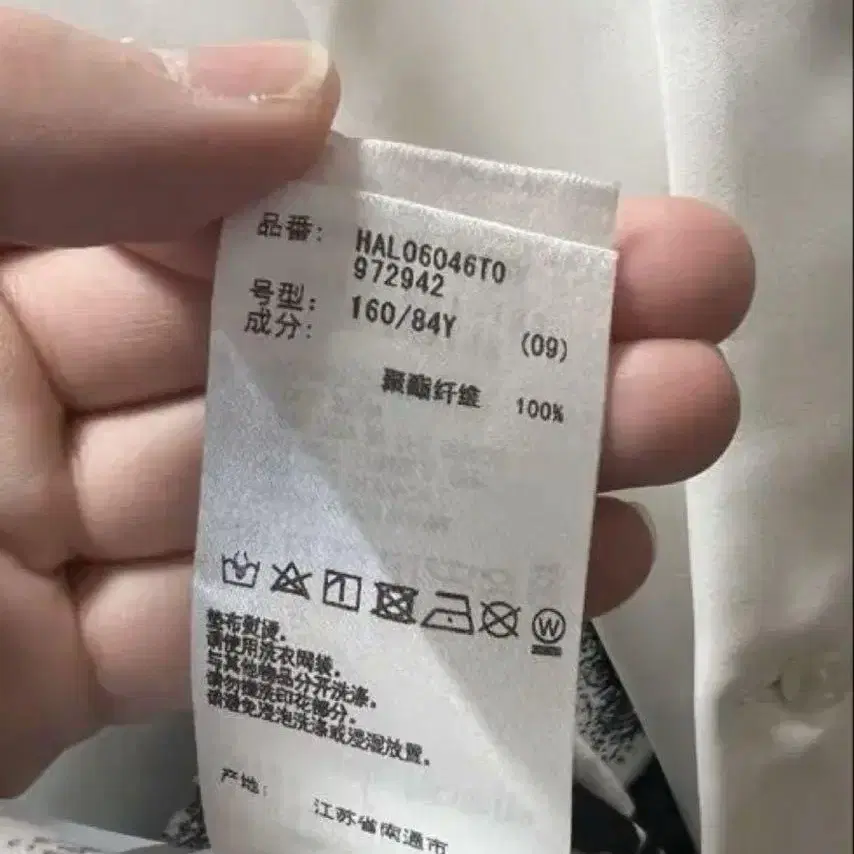 品番： HAL06046T0
972942
号型： 160/84Y (09)
成分：
聚酯纤维 100%
W
垫布熨烫.
请使用洗衣网袋.
与其他物品分开洗涤.
请勿搓洗印花部分.
请避免浸泡洗涤或浸湿放置.
产地： 江苏省南通市